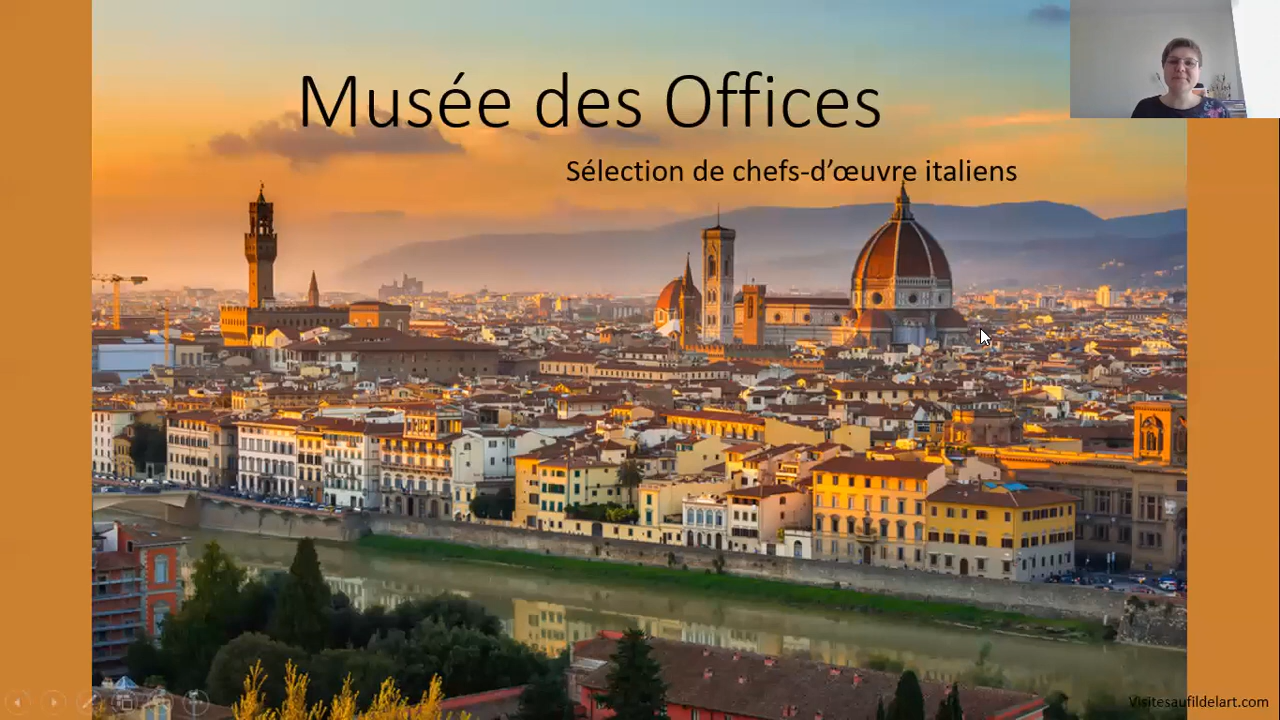 Musée des Offices
Sélection de chefs-d’œuvre italiens
Visitesaufildelart.com